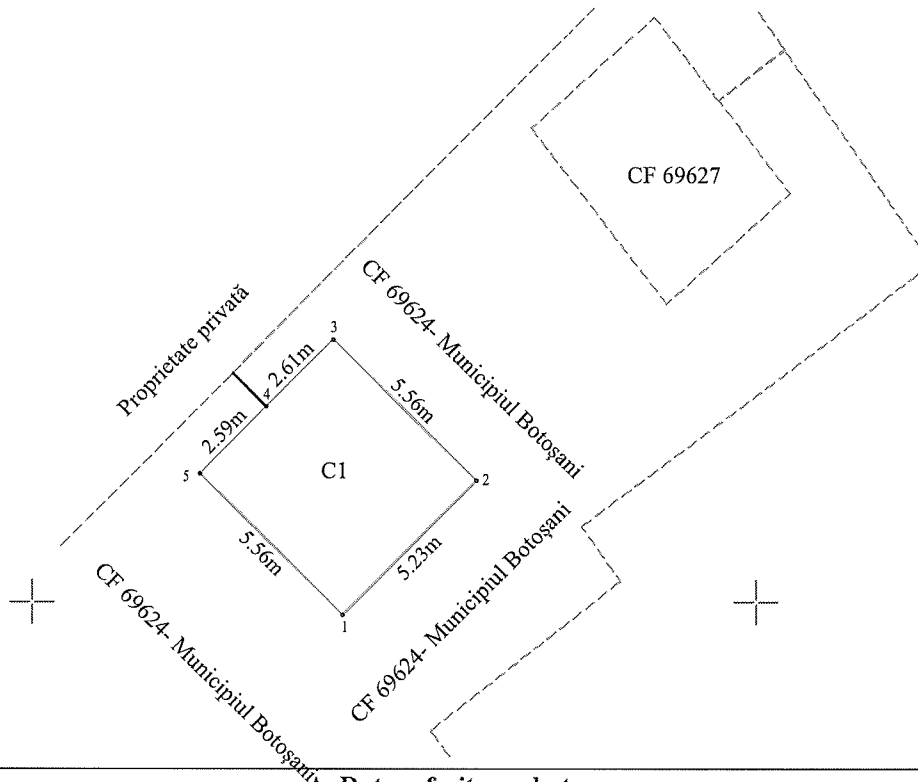 CF 69627
CF 69624- Municipiul Botoşani
Proprietate privată
3
2.61m
4
5.56m
2.59m
C1
5
2
5.56m
5.23m
CF 69624- Municipiul Botoşani
1
CF 69624- Municipiul Botoşani